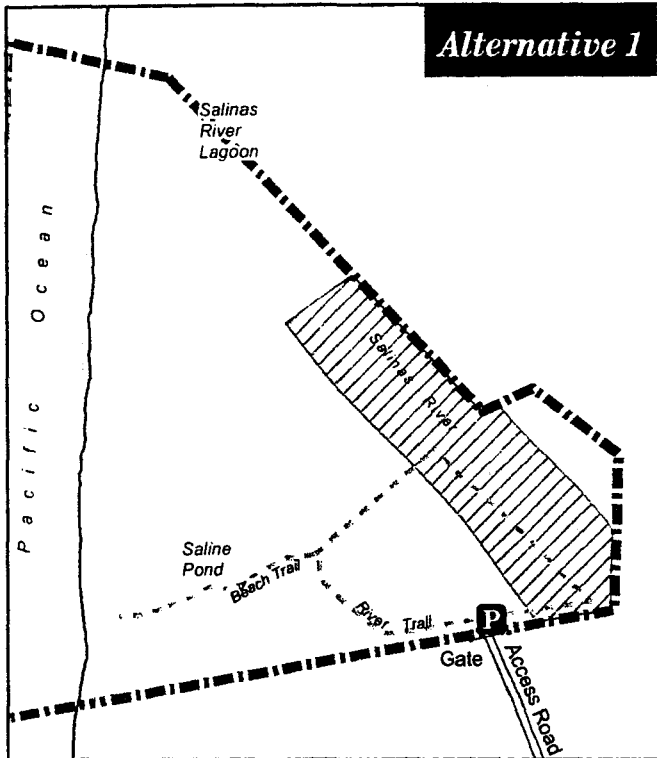 Alternative 1
Salinas
River
Lagoon
Pacific Ocean
Salinas River
Saline
Pond
Beach Trail
River Trail
P
Gate
Access Road